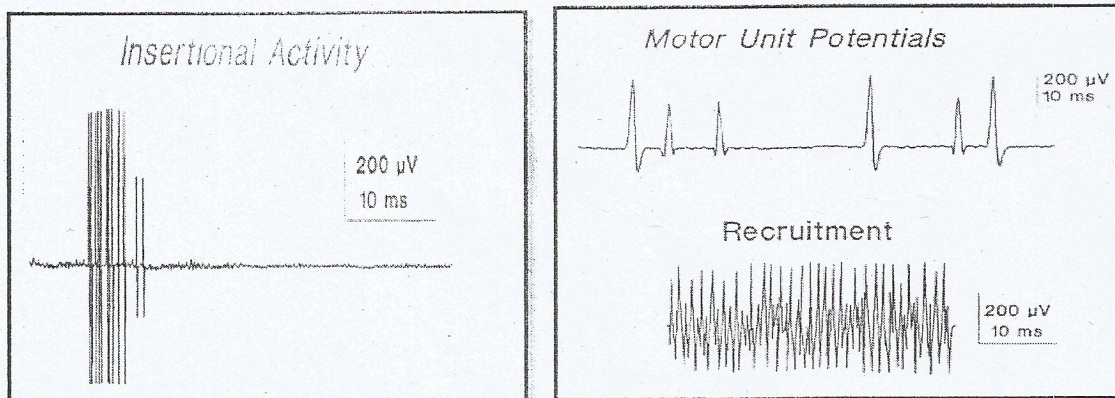 Insertional Activity
200 µV
10 ms
Motor Unit Potentials
200 µV
10 ms
Recruitment
200 µV
10 ms